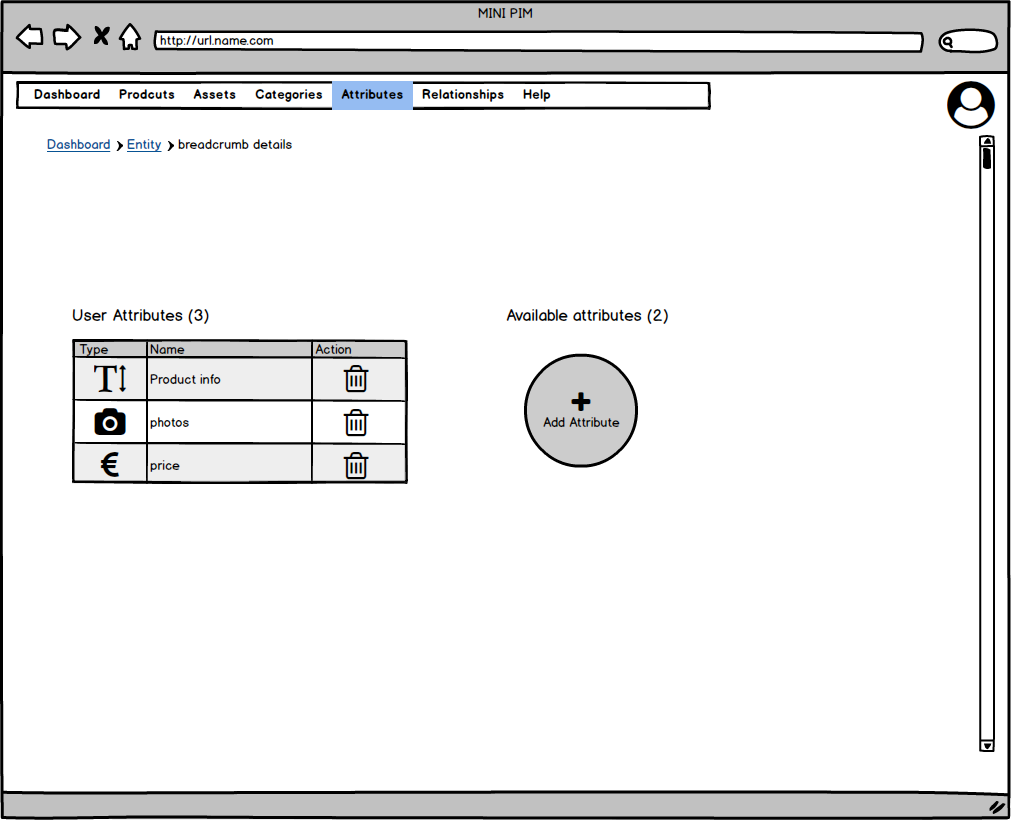 MINI PIM
http://url.name.com
Dashboard Prodcuts Assets Categories Attributes Relationships Help
Dashboard Entity breadcrumb details
User Attributes (3)
Available attributes (2)
Type Name Action
Product info
photos
price
Add Attribute